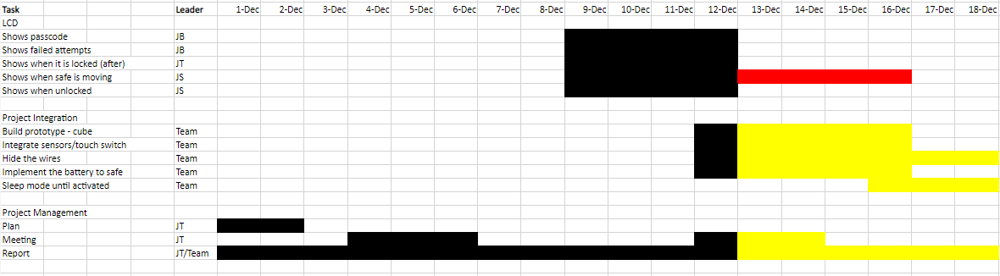 Task Leader 1-Dec 2-Dec 3-Dec 4-Dec 5-Dec 6-Dec 7-Dec 8-Dec 9-Dec 10-Dec 11-Dec 12-Dec 13-Dec 14-Dec 15-Dec 16-Dec 17-Dec 18-Dec
LCD
Shows passcode JB
Shows failed attempts JB
Shows when it is locked (after) JT
Shows when safe is moving JS
Shows when unlocked JS
Project Integration
Build prototype - cube Team
Integrate sensors/touch switch Team
Hide the wires Team
Implement the battery to safe Team
Sleep mode until activated Team
Project Management
Plan JT
Meeting JT
Report JT/Team